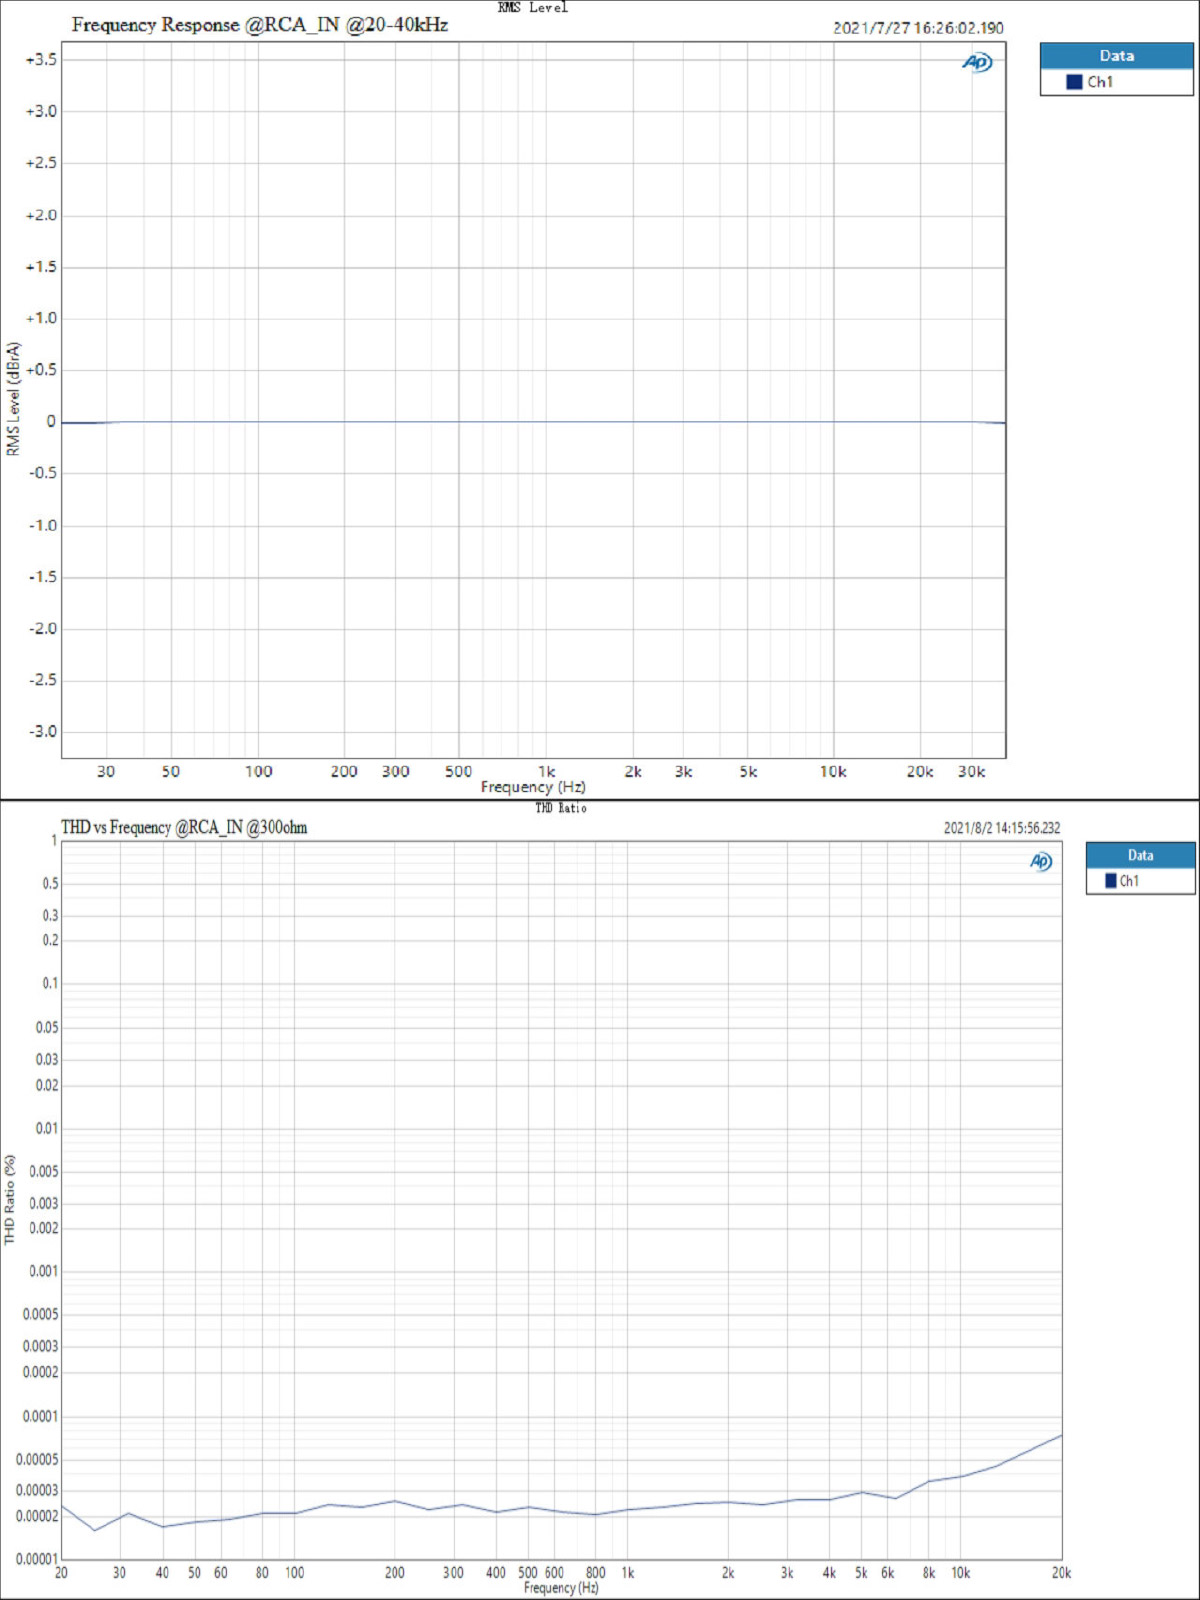 RMS Level
Frequency Response @RCA_IN @20-40kHz
2021/7/27 16:26:02.190
Data
Ch1
AP
RMS Level (dBrA)
+3.5
+3.0
+2.5
+2.0
+1.5
+1.0
+0.5
0
-0.5
-1.0
-1.5
-2.0
-2.5
-3.0
30 50 100 200 300 500 1k 2k 3k 5k 10k 20k 30k
Frequency (Hz)
THD Ratio
THD vs Frequency @RCA_IN @300ohm
2021/8/2 14:15:56.232
Data
Ch1
AP
THD Ratio (%)
1
0.5
0.3
0.2
0.1
0.05
0.03
0.02
0.01
0.005
0.003
0.002
0.001
0.0005
0.0003
0.0002
0.0001
0.00005
0.00003
0.00002
0.00001
20 30 40 50 60 80 100 200 300 400 500 600 800 1k 2k 3k 4k 5k 6k 8k 10k 20k
Frequency (Hz)